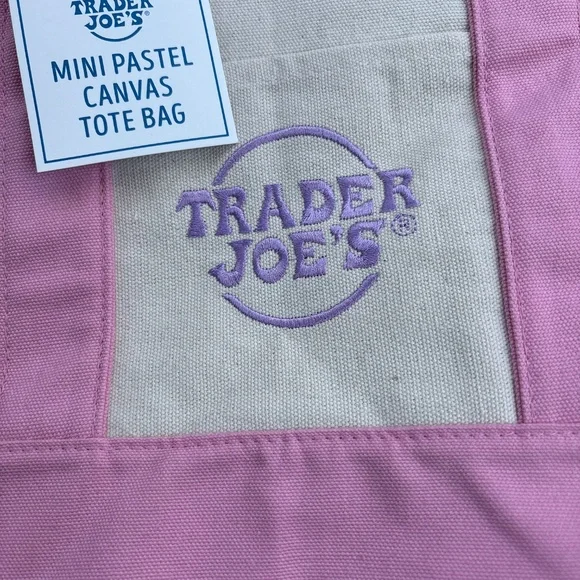 TRADER
JOE'S®
MINI PASTEL
CANVAS
TOTE BAG
TRADER
JOE'S®